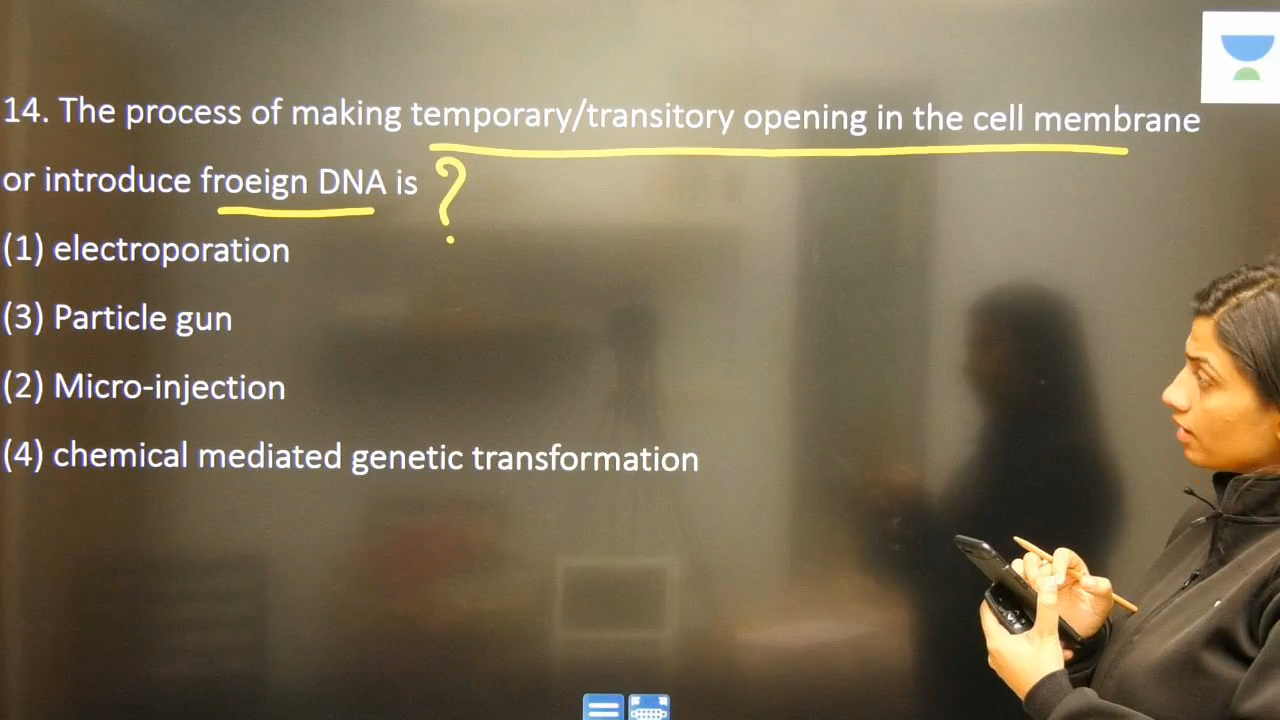 14. The process of making temporary/transitory opening in the cell membrane
or introduce froeign DNA is ?
(1) electroporation
(3) Particle gun
(2) Micro-injection
(4) chemical mediated genetic transformation